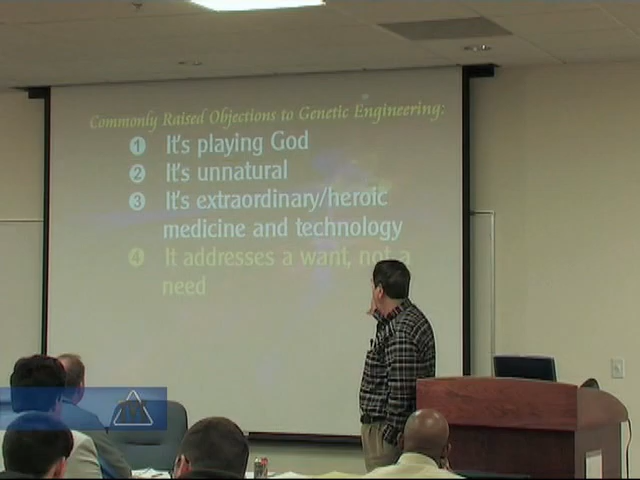 Commonly Raised Objections to Genetic Engineering:
1 It's playing God
2 It's unnatural
3 It's extraordinary/heroic
medicine and technology
4 It addresses a want, not a
need